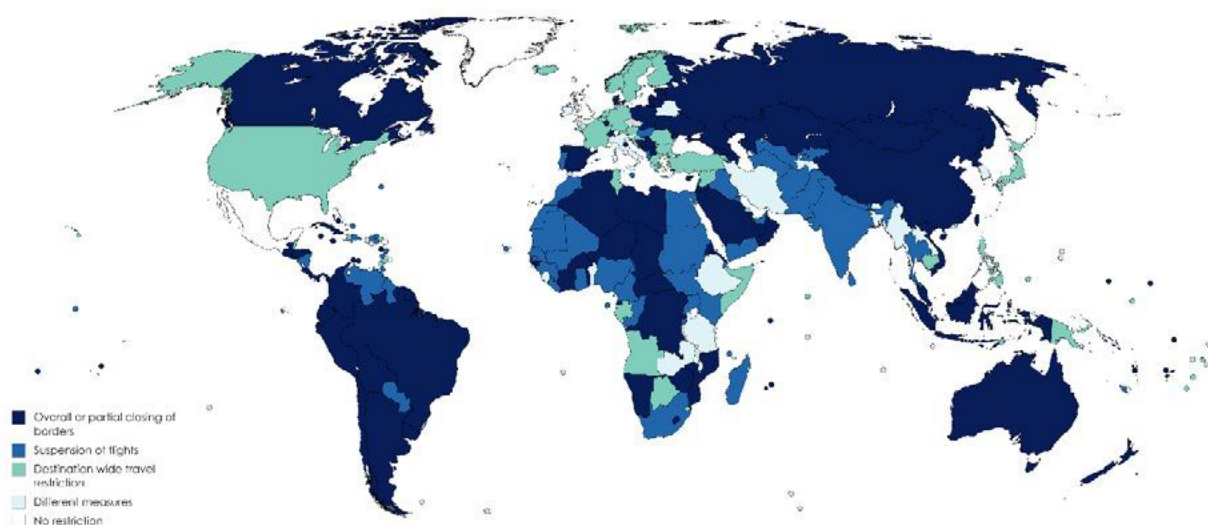 Overall or partial closing of
borders
Suspension of flights
Destination wide travel
restriction
Different measures
No restriction